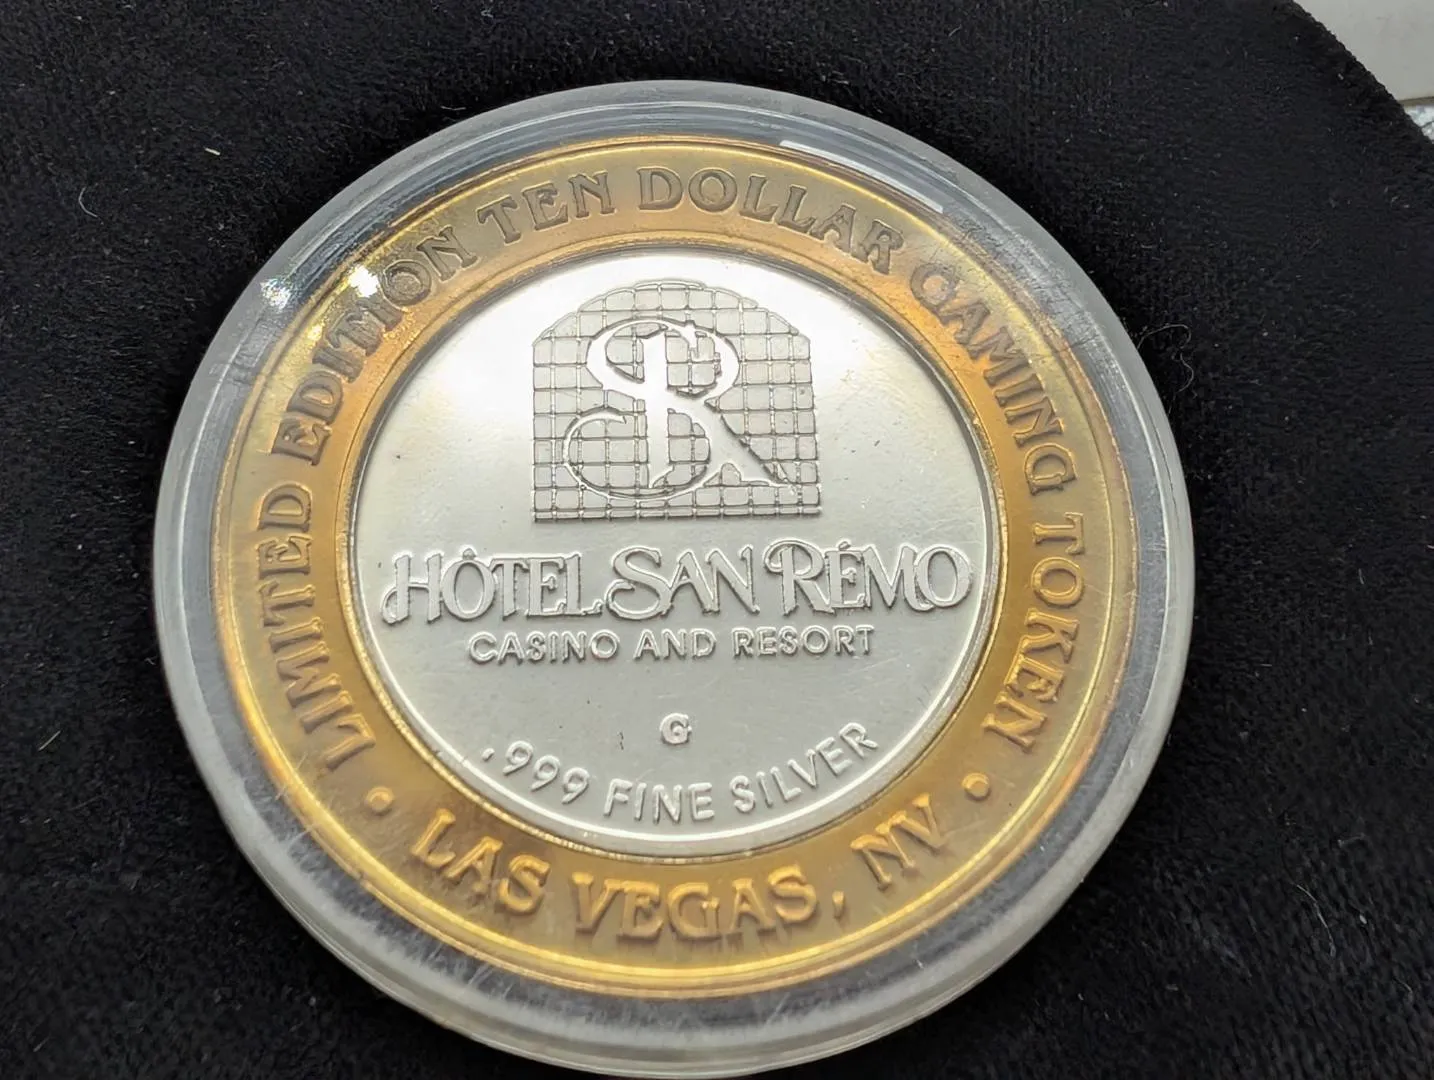 LIMITED EDITION TEN DOLLAR GAMING TOKEN
SR
HÔTEL SAN RÉMO
CASINO AND RESORT
G
.999 FINE SILVER
• LAS VEGAS, NV •